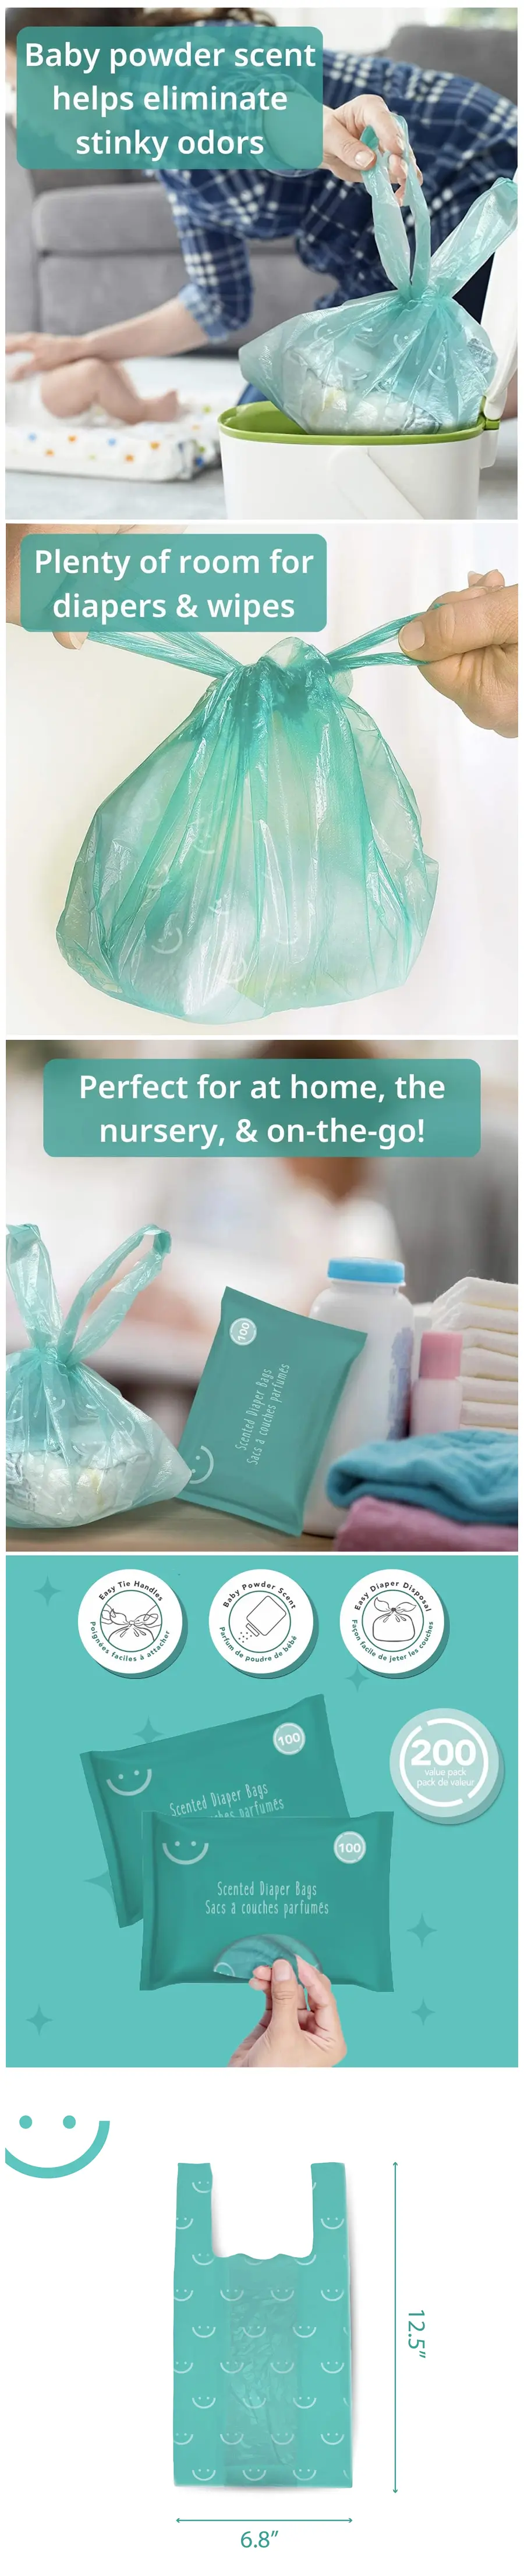 Baby powder scent
helps eliminate
stinky odors
Plenty of room for
diapers & wipes
Perfect for at home, the
nursery, & on-the-go!
100
Scented Diaper Bags
Sacs a couches parfumés
Easy Tie Handles
Poignées faciles à attacher
Baby Powder Scent
Parfum de poudre de bébé
Easy Diaper Disposal
Façon facile de jeter les couches
200
value pack
pack de valeur
100
Scented Diaper Bags
ches parfumés
100
Scented Diaper Bags
Sacs a couches parfumés
12.5"
6.8"